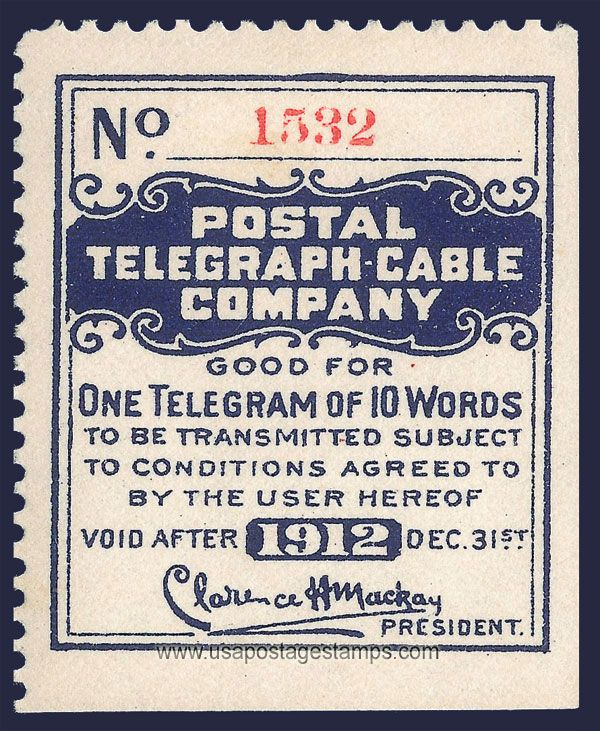 No. 1532
POSTAL
TELEGRAPH-CABLE
COMPANY
GOOD FOR
ONE TELEGRAM OF 10 WORDS
TO BE TRANSMITTED SUBJECT
TO CONDITIONS AGREED TO
BY THE USER HEREOF
VOID AFTER 1912 DEC. 31ST
Clarence H Mackay
PRESIDENT.
www.usapostagestamps.com